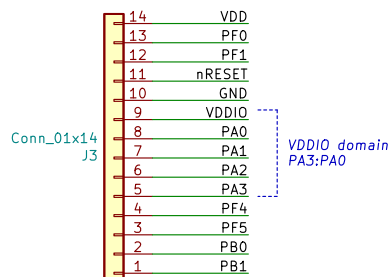 14 VDD
13 PF0
12 PF1
11 nRESET
10 GND
9 VDDIO
8 PA0
7 PA1
6 PA2
5 PA3
4 PF4
3 PF5
2 PB0
1 PB1
Conn_01x14
J3
VDDIO domain
PA3:PA0